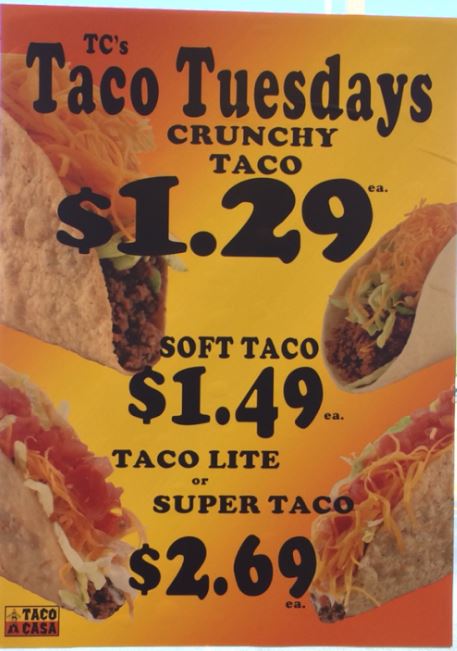 TC's
Taco Tuesdays
CRUNCHY
TACO
$1.29 ea.
SOFT TACO
$1.49 ea.
TACO LITE
or
SUPER TACO
$2.69 ea.
TACO
CASA